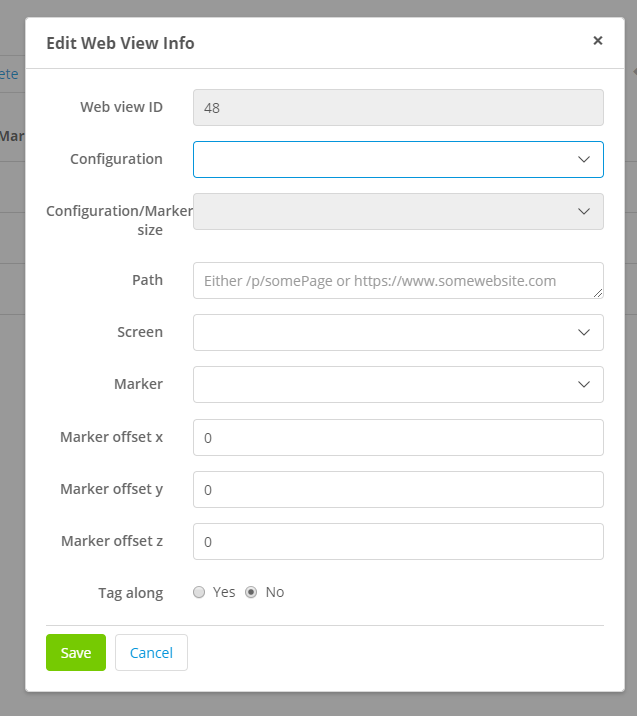 Edit Web View Info
×
ete
Mar
Web view ID
48
Configuration
Configuration/Marker
size
Path
Either /p/somePage or https://www.somewebsite.com
Screen
Marker
Marker offset x
0
Marker offset y
0
Marker offset z
0
Tag along
Yes No
Save Cancel